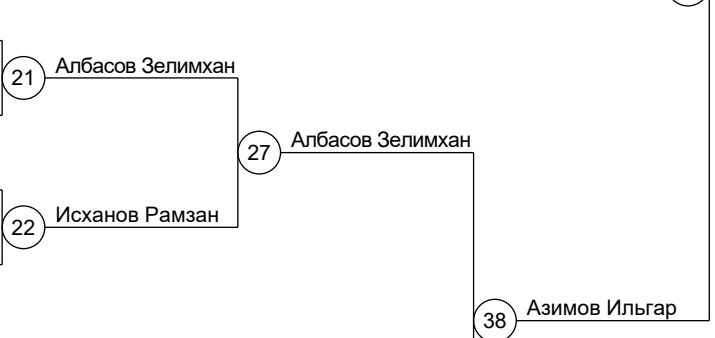 Албасов Зелимхан
21
Албасов Зелимхан
27
Исханов Рамзан
22
Азимов Ильгар
38